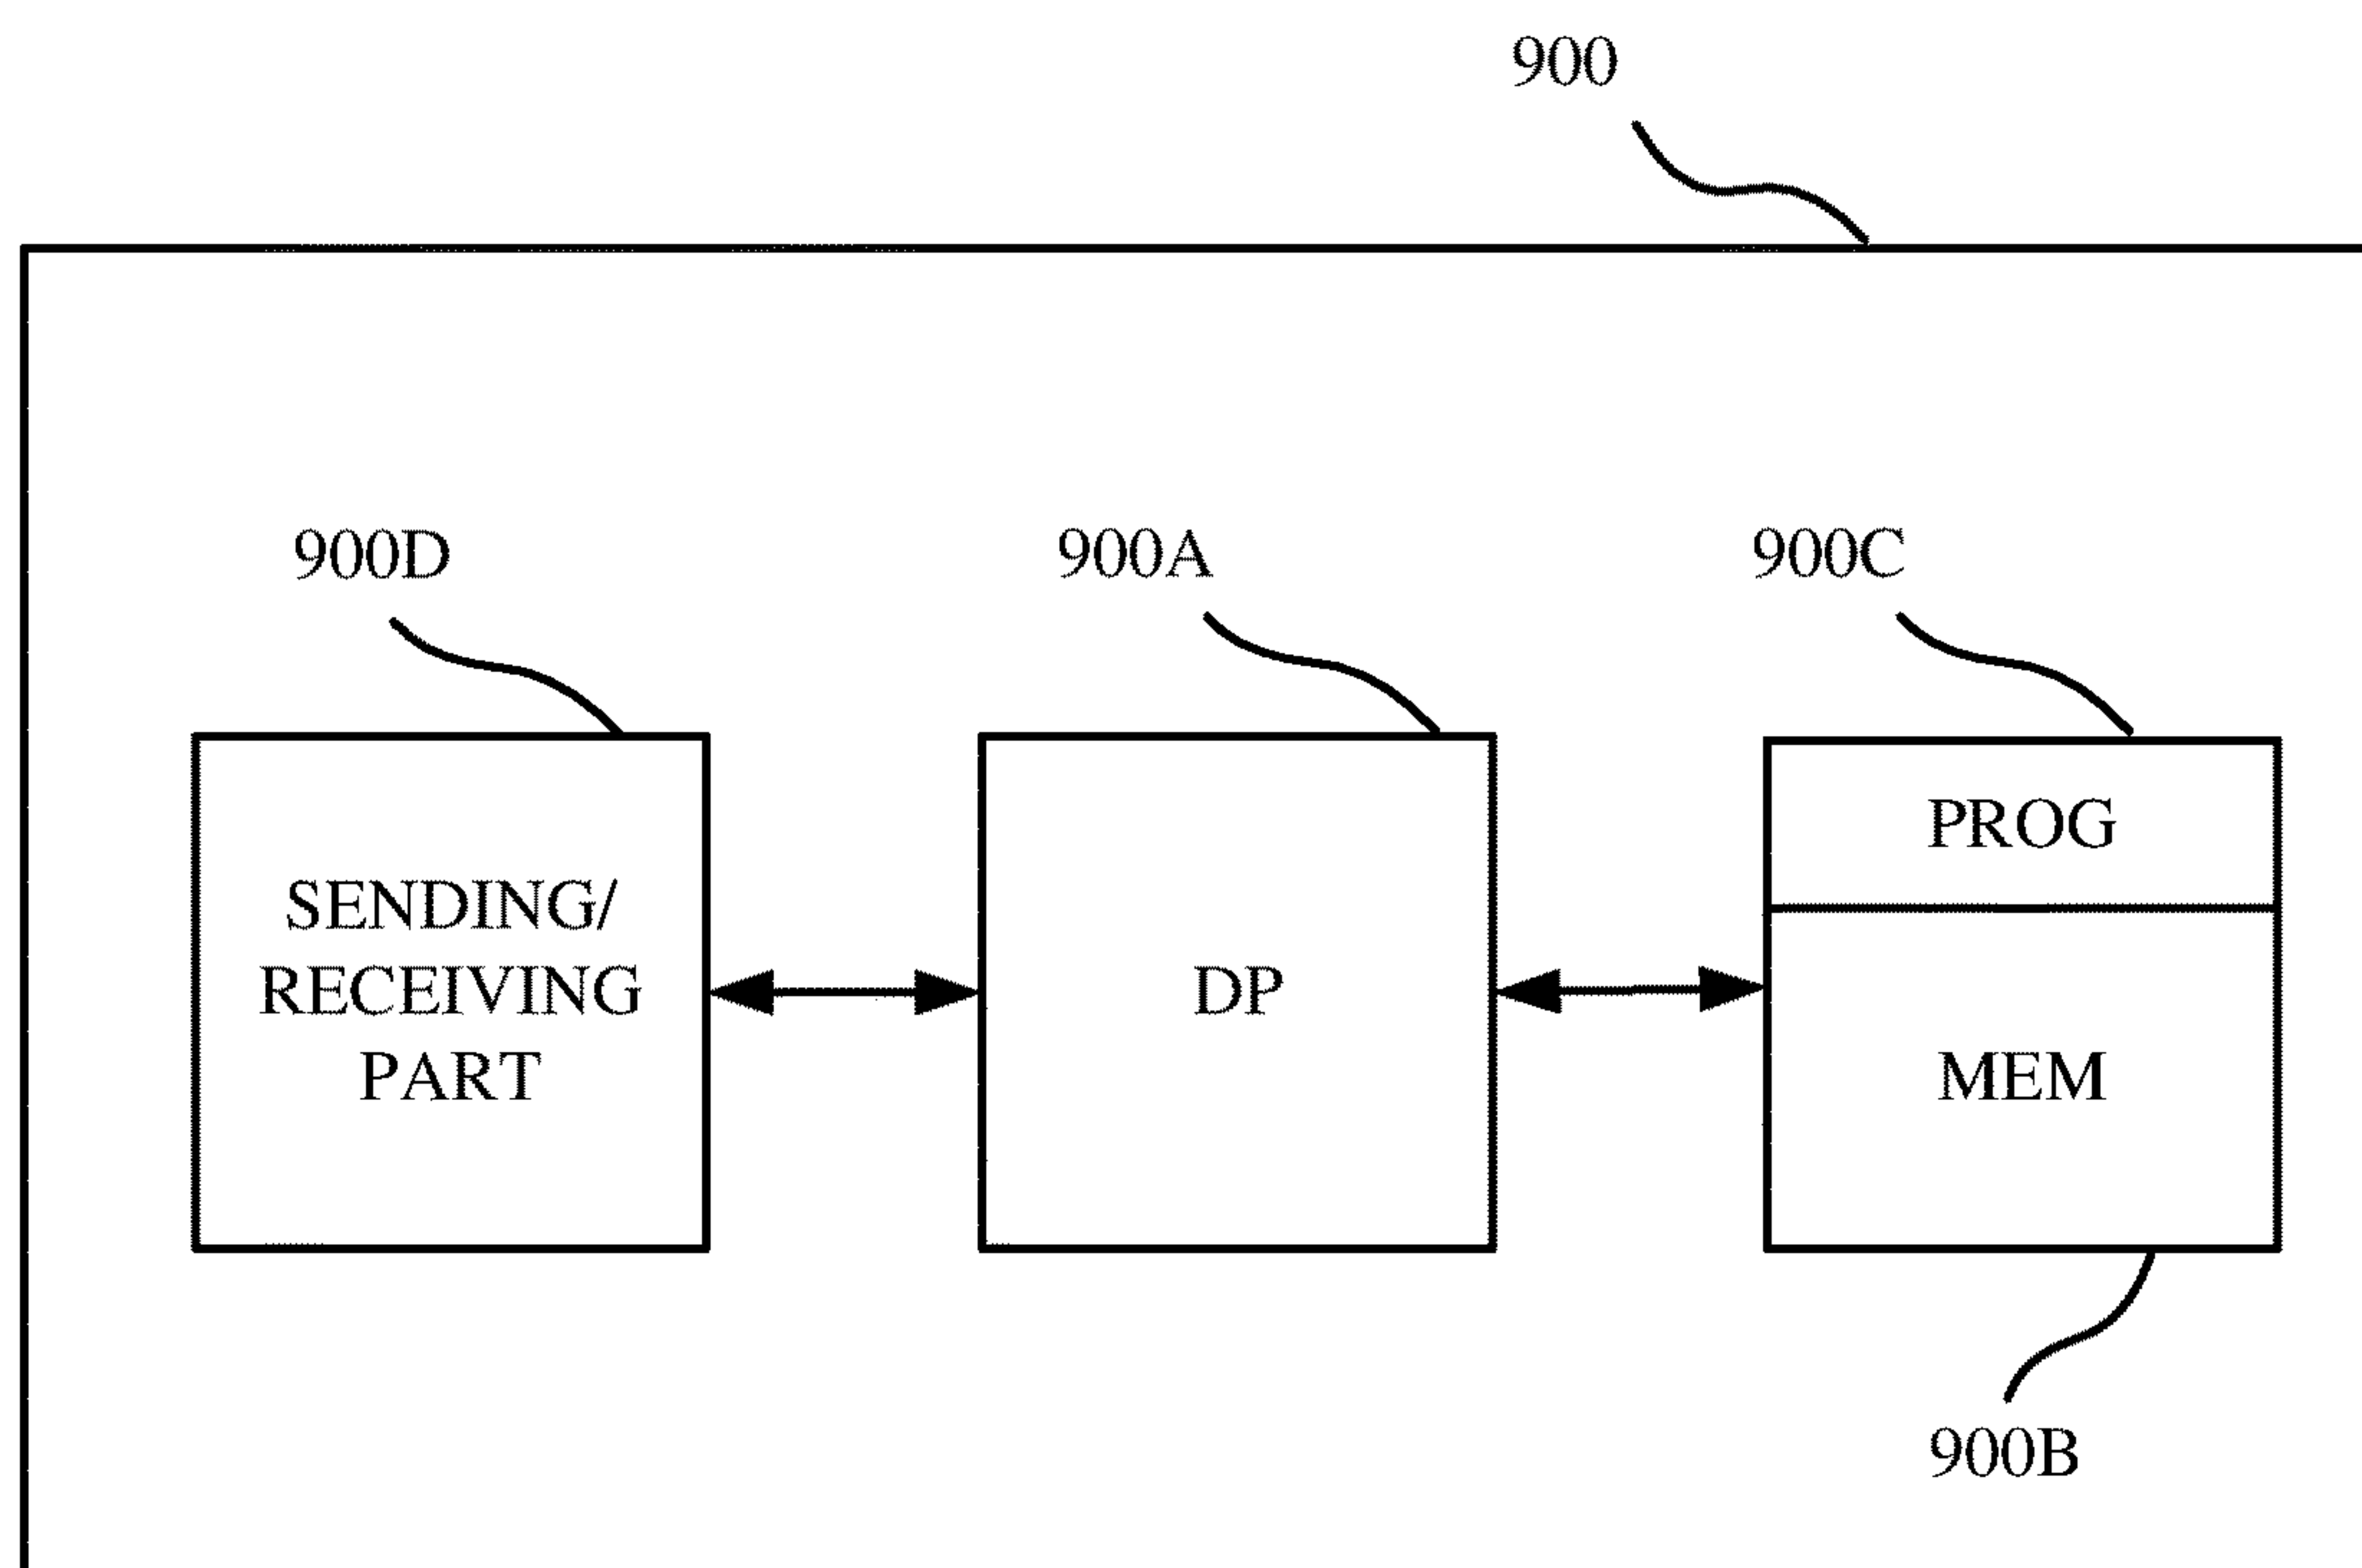 900
900D
900A
900C
SENDING/
RECEIVING
PART
DP
PROG
MEM
900B